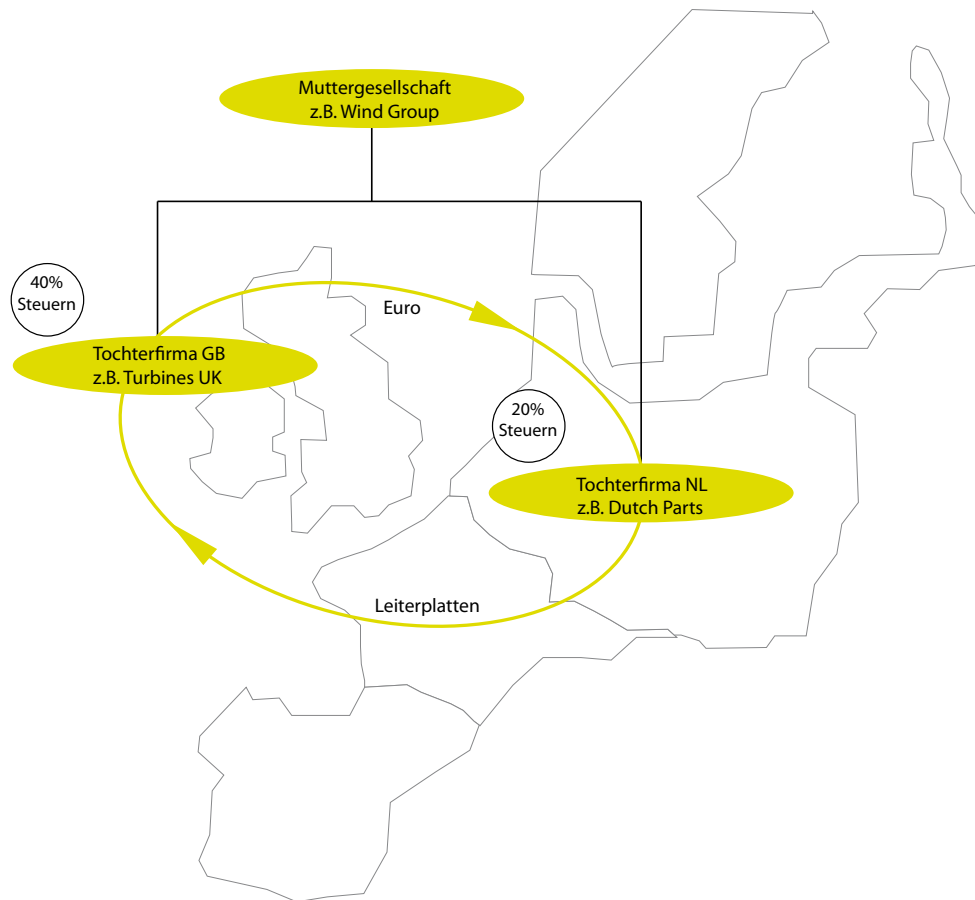 Muttergesellschaft
z.B. Wind Group
40%
Steuern
Euro
Tochterfirma GB
z.B. Turbines UK
20%
Steuern
Tochterfirma NL
z.B. Dutch Parts
Leiterplatten